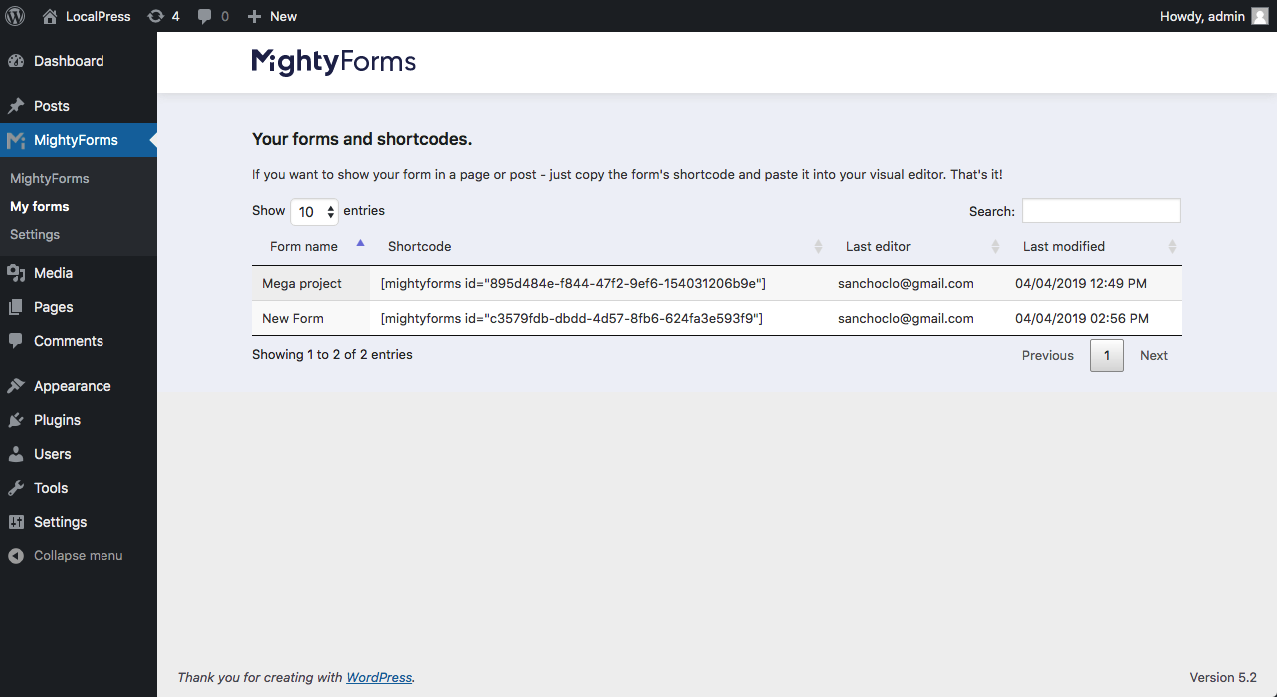 LocalPress 4 0 New Howdy, admin
Dashboard
Posts
MightyForms
MightyForms
My forms
Settings
Media
Pages
Comments
Appearance
Plugins
Users
Tools
Settings
Collapse menu
MightyForms
Your forms and shortcodes.
If you want to show your form in a page or post - just copy the form's shortcode and paste it into your visual editor. That's it!
Show 10 entries Search:
Form name Shortcode Last editor Last modified
Mega project [mightyforms id="895d484e-f844-47f2-9ef6-154031206b9e"] sanchoclo@gmail.com 04/04/2019 12:49 PM
New Form [mightyforms id="c3579fdb-dbdd-4d57-8fb6-624fa3e593f9"] sanchoclo@gmail.com 04/04/2019 02:56 PM
Showing 1 to 2 of 2 entries Previous 1 Next
Thank you for creating with WordPress. Version 5.2